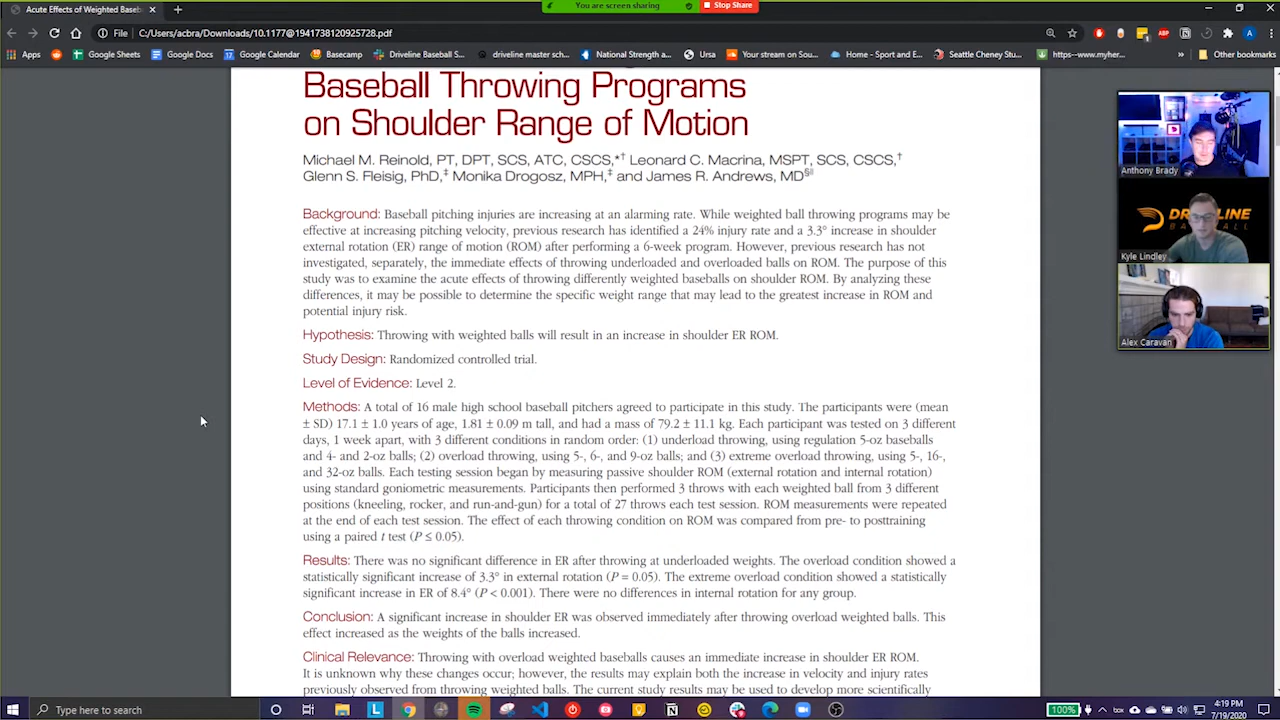 Acute Effects of Weighted Baseb
You are screen sharing
Stop Share
File
C:/Users/acbra/Downloads/10.1177@1941738120925728.pdf
Apps
Google Sheets
Google Docs
Google Calendar
Basecamp
Driveline Baseball S...
driveline master sch...
National Strength a...
Ursa
Your stream on Sou...
Home - Sport and E...
Seattle Cheney Stu...
https--www.myher...
Other bookmarks
Baseball Throwing Programs
on Shoulder Range of Motion
Michael M. Reinold, PT, DPT, SCS, ATC, CSCS,*† Leonard C. Macrina, MSPT, SCS, CSCS,†
Glenn S. Fleisig, PhD,‡ Monika Drogosz, MPH,‡ and James R. Andrews, MD§‖
Background: Baseball pitching injuries are increasing at an alarming rate. While weighted ball throwing programs may be
effective at increasing pitching velocity, previous research has identified a 24% injury rate and a 3.3° increase in shoulder
external rotation (ER) range of motion (ROM) after performing a 6-week program. However, previous research has not
investigated, separately, the immediate effects of throwing underloaded and overloaded balls on ROM. The purpose of this
study was to examine the acute effects of throwing differently weighted baseballs on shoulder ROM. By analyzing these
differences, it may be possible to determine the specific weight range that may lead to the greatest increase in ROM and
potential injury risk.
Hypothesis: Throwing with weighted balls will result in an increase in shoulder ER ROM.
Study Design: Randomized controlled trial.
Level of Evidence: Level 2.
Methods: A total of 16 male high school baseball pitchers agreed to participate in this study. The participants were (mean
± SD) 17.1 ± 1.0 years of age, 1.81 ± 0.09 m tall, and had a mass of 79.2 ± 11.1 kg. Each participant was tested on 3 different
days, 1 week apart, with 3 different conditions in random order: (1) underload throwing, using regulation 5-oz baseballs
and 4- and 2-oz balls; (2) overload throwing, using 5-, 6-, and 9-oz balls; and (3) extreme overload throwing, using 5-, 16-,
and 32-oz balls. Each testing session began by measuring passive shoulder ROM (external rotation and internal rotation)
using standard goniometric measurements. Participants then performed 3 throws with each weighted ball from 3 different
positions (kneeling, rocker, and run-and-gun) for a total of 27 throws each test session. ROM measurements were repeated
at the end of each test session. The effect of each throwing condition on ROM was compared from pre- to posttraining
using a paired t test (P ≤ 0.05).
Results: There was no significant difference in ER after throwing at underloaded weights. The overload condition showed a
statistically significant increase of 3.3° in external rotation (P = 0.05). The extreme overload condition showed a statistically
significant increase in ER of 8.4° (P < 0.001). There were no differences in internal rotation for any group.
Conclusion: A significant increase in shoulder ER was observed immediately after throwing overload weighted balls. This
effect increased as the weights of the balls increased.
Clinical Relevance: Throwing with overload weighted baseballs causes an immediate increase in shoulder ER ROM.
It is unknown why these changes occur; however, the results may explain both the increase in velocity and injury rates
previously observed from throwing weighted balls. The current study results may be used to develop more scientifically
Anthony Brady
Kyle Lindley
Alex Caravan
Type here to search
100%
box
4:19 PM
7/19/2020